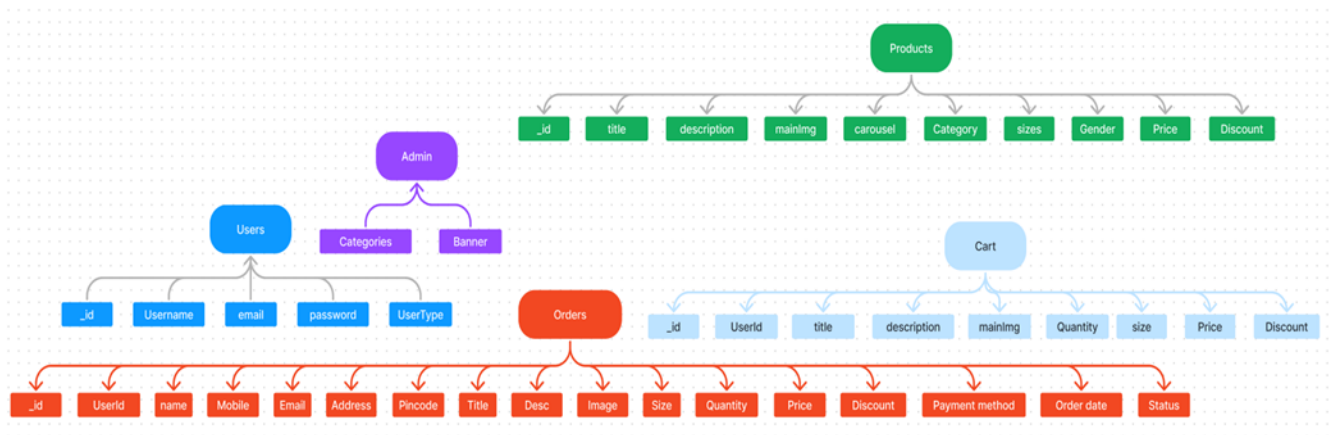 Products
_id title description mainImg carousel Category sizes Gender Price Discount
Admin
Categories Banner
Users
_id Username email password UserType
Cart
_id UserId title description mainImg Quantity size Price Discount
Orders
_id UserId name Mobile Email Address Pincode Title Desc Image Size Quantity Price Discount Payment method Order date Status